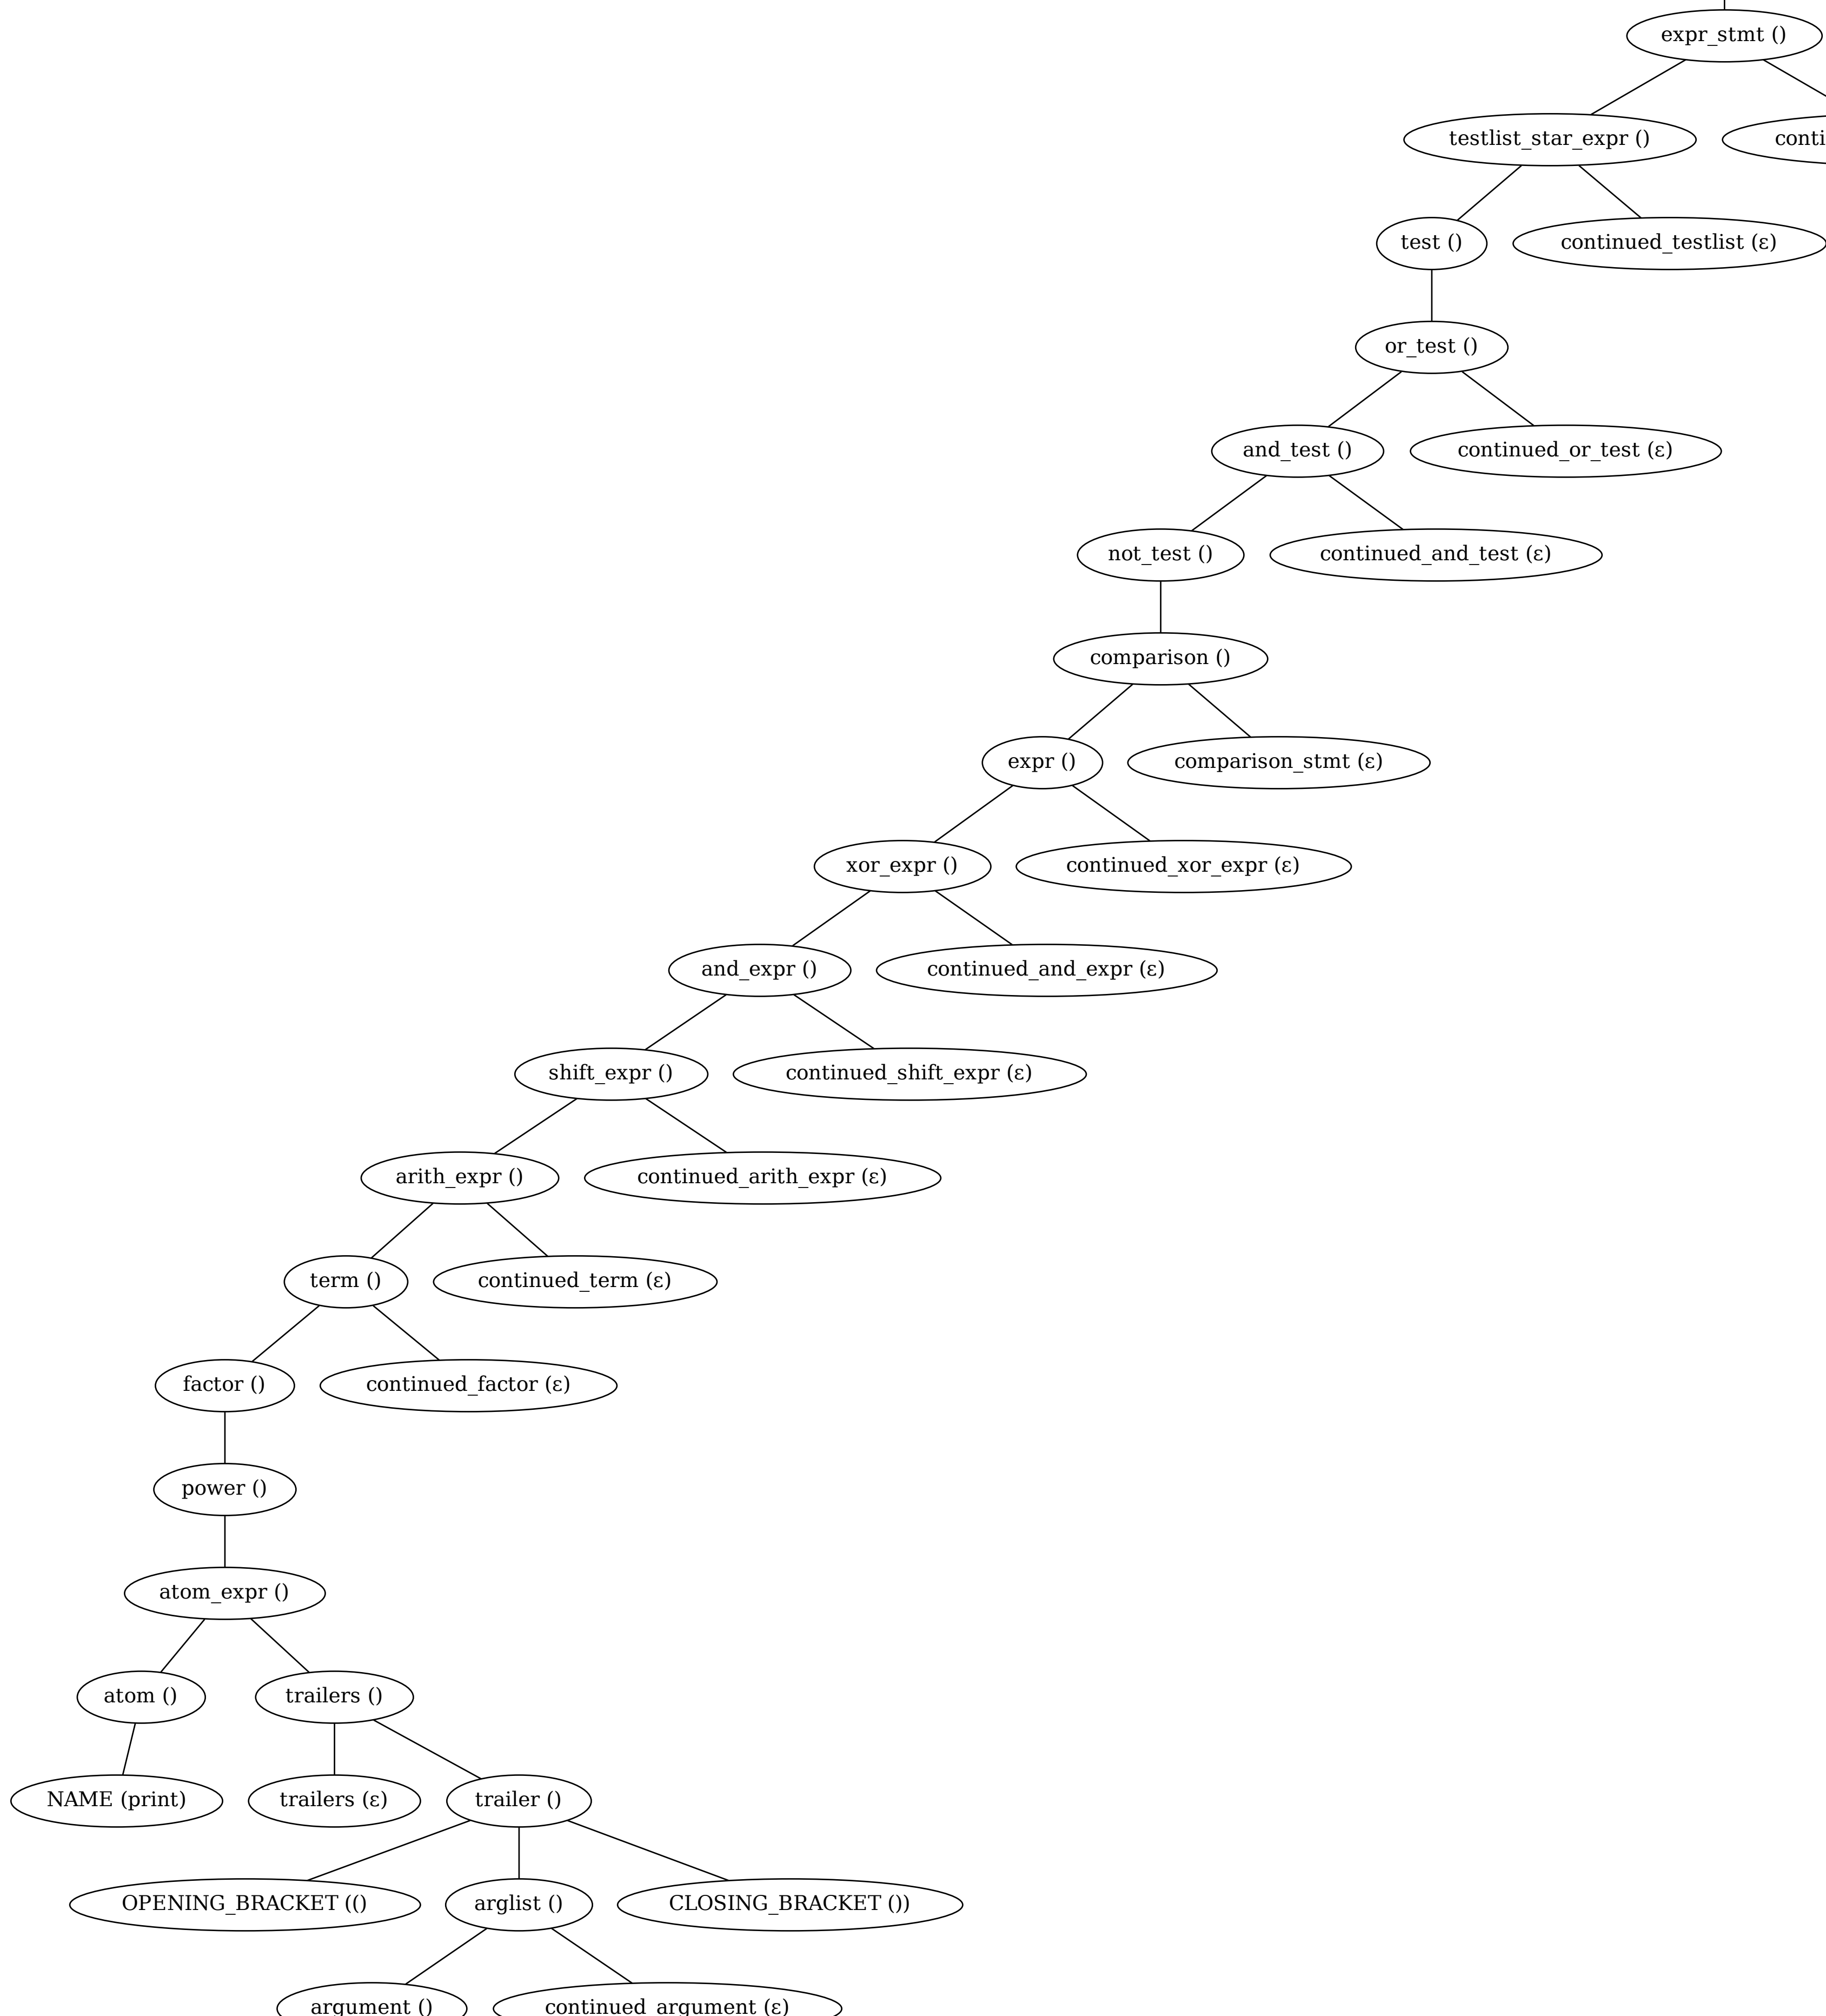 expr_stmt ()
testlist_star_expr ()
conti
test ()
continued_testlist (ε)
or_test ()
and_test ()
continued_or_test (ε)
not_test ()
continued_and_test (ε)
comparison ()
expr ()
comparison_stmt (ε)
xor_expr ()
continued_xor_expr (ε)
and_expr ()
continued_and_expr (ε)
shift_expr ()
continued_shift_expr (ε)
arith_expr ()
continued_arith_expr (ε)
term ()
continued_term (ε)
factor ()
continued_factor (ε)
power ()
atom_expr ()
atom ()
trailers ()
NAME (print)
trailers (ε)
trailer ()
OPENING_BRACKET (()
arglist ()
CLOSING_BRACKET ())
argument ()
continued_argument (ε)